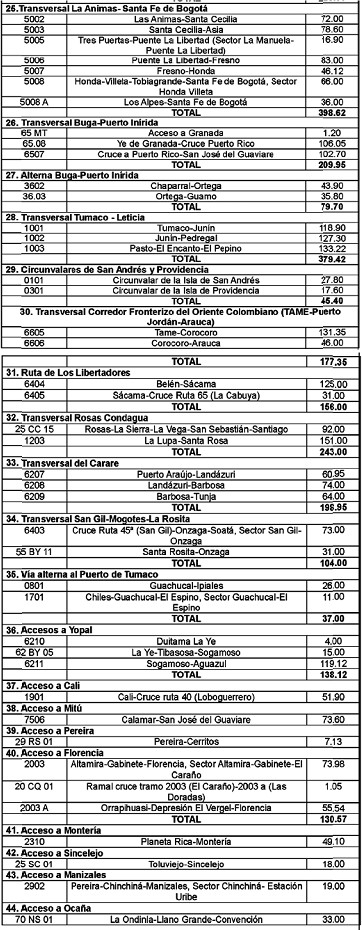 TOTAL
25.Transversal La Animas- Santa Fe de Bogotá
5002 Las Animas-Santa Cecilia 72.00
5003 Santa Cecilia-Asia 78.60
5005 Tres Puertas-Puente La Libertad (Sector La Manuela- 16.90
Puente La Libertad)
5006 Puente La Libertad-Fresno 83.00
5007 Fresno-Honda 46.12
5008 Honda-Villeta-Tobiagrande-Santa Fe de Bogotá, Sector 66.00
Honda Villeta
5008 A Los Alpes-Santa Fe de Bogotá 36.00
TOTAL 398.62
26. Transversal Buga-Puerto Inírida
65 MT Acceso a Granada 1.20
65.08 Ye de Granada-Cruce Puerto Rico 106.05
6507 Cruce a Puerto Rico-San José del Guaviare 102.70
TOTAL 209.95
27. Alterna Buga-Puerto Inírida
3602 Chaparral-Ortega 43.90
36.03 Ortega-Guamo 35.80
TOTAL 79.70
28. Transversal Tumaco - Leticia
1001 Tumaco-Junín 118.90
1002 Junín-Pedregal 127.30
1003 Pasto-El Encanto-El Pepino 133.22
TOTAL 379.42
29. Circunvalares de San Andrés y Providencia
0101 Circunvalar de la Isla de San Andrés 27.80
0301 Circunvalar de la Isla de Providencia 17.60
TOTAL 45.40
30. Transversal Corredor Fronterizo del Oriente Colombiano (TAME-Puerto
Jordán-Arauca)
6605 Tame-Corocoro 131.35
6606 Corocoro-Arauca 46.00
TOTAL 177.35
31. Ruta de Los Libertadores
6404 Belén-Sácama 125.00
6405 Sácama-Cruce Ruta 65 (La Cabuya) 31.00
TOTAL 156.00
32. Transversal Rosas Condagua
25 CC 15 Rosas-La Sierra-La Vega-San Sebastián-Santiago 92.00
1203 La Lupa-Santa Rosa 151.00
TOTAL 243.00
33. Transversal del Carare
6207 Puerto Araújo-Landázuri 60.95
6208 Landázuri-Barbosa 74.00
6209 Barbosa-Tunja 64.00
TOTAL 198.95
34. Transversal San Gil-Mogotes-La Rosita
6403 Cruce Ruta 45ª (San Gil)-Onzaga-Soatá, Sector San Gil- 73.00
Onzaga
55 BY 11 Santa Rosita-Onzaga 31.00
TOTAL 104.00
35. Vía alterna al Puerto de Tumaco
0801 Guachucal-Ipiales 26.00
1701 Chiles-Guachucal-El Espino, Sector Guachucal-El 11.00
Espino
TOTAL 37.00
36. Accesos a Yopal
6210 Duitama La Ye 4.00
62 BY 05 La Ye-Tibasosa-Sogamoso 15.00
6211 Sogamoso-Aguazul 119.12
TOTAL 138.12
37. Acceso a Cali
1901 Cali-Cruce ruta 40 (Loboguerrero) 51.90
38. Acceso a Mitú
7506 Calamar-San José del Guaviare 73.60
39. Acceso a Pereira
29 RS 01 Pereira-Cerritos 7.13
40. Acceso a Florencia
2003 Altamira-Gabinete-Florencia, Sector Altamira-Gabinete-El 73.98
Caraño
20 CQ 01 Ramal cruce tramo 2003 (El Caraño)-2003 a (Las 1.05
Doradas)
2003 A Orrapihuasi-Depresión El Vergel-Florencia 55.54
TOTAL 130.57
41. Acceso a Montería
2310 Planeta Rica-Montería 49.10
42. Acceso a Sincelejo
25 SC 01 Toluviejo-Sincelejo 18.00
43. Acceso a Manizales
2902 Pereira-Chinchiná-Manizales, Sector Chinchiná- Estación 19.00
Uribe
44. Acceso a Ocaña
70 NS 01 La Ondinia-Llano Grande-Convención 33.00